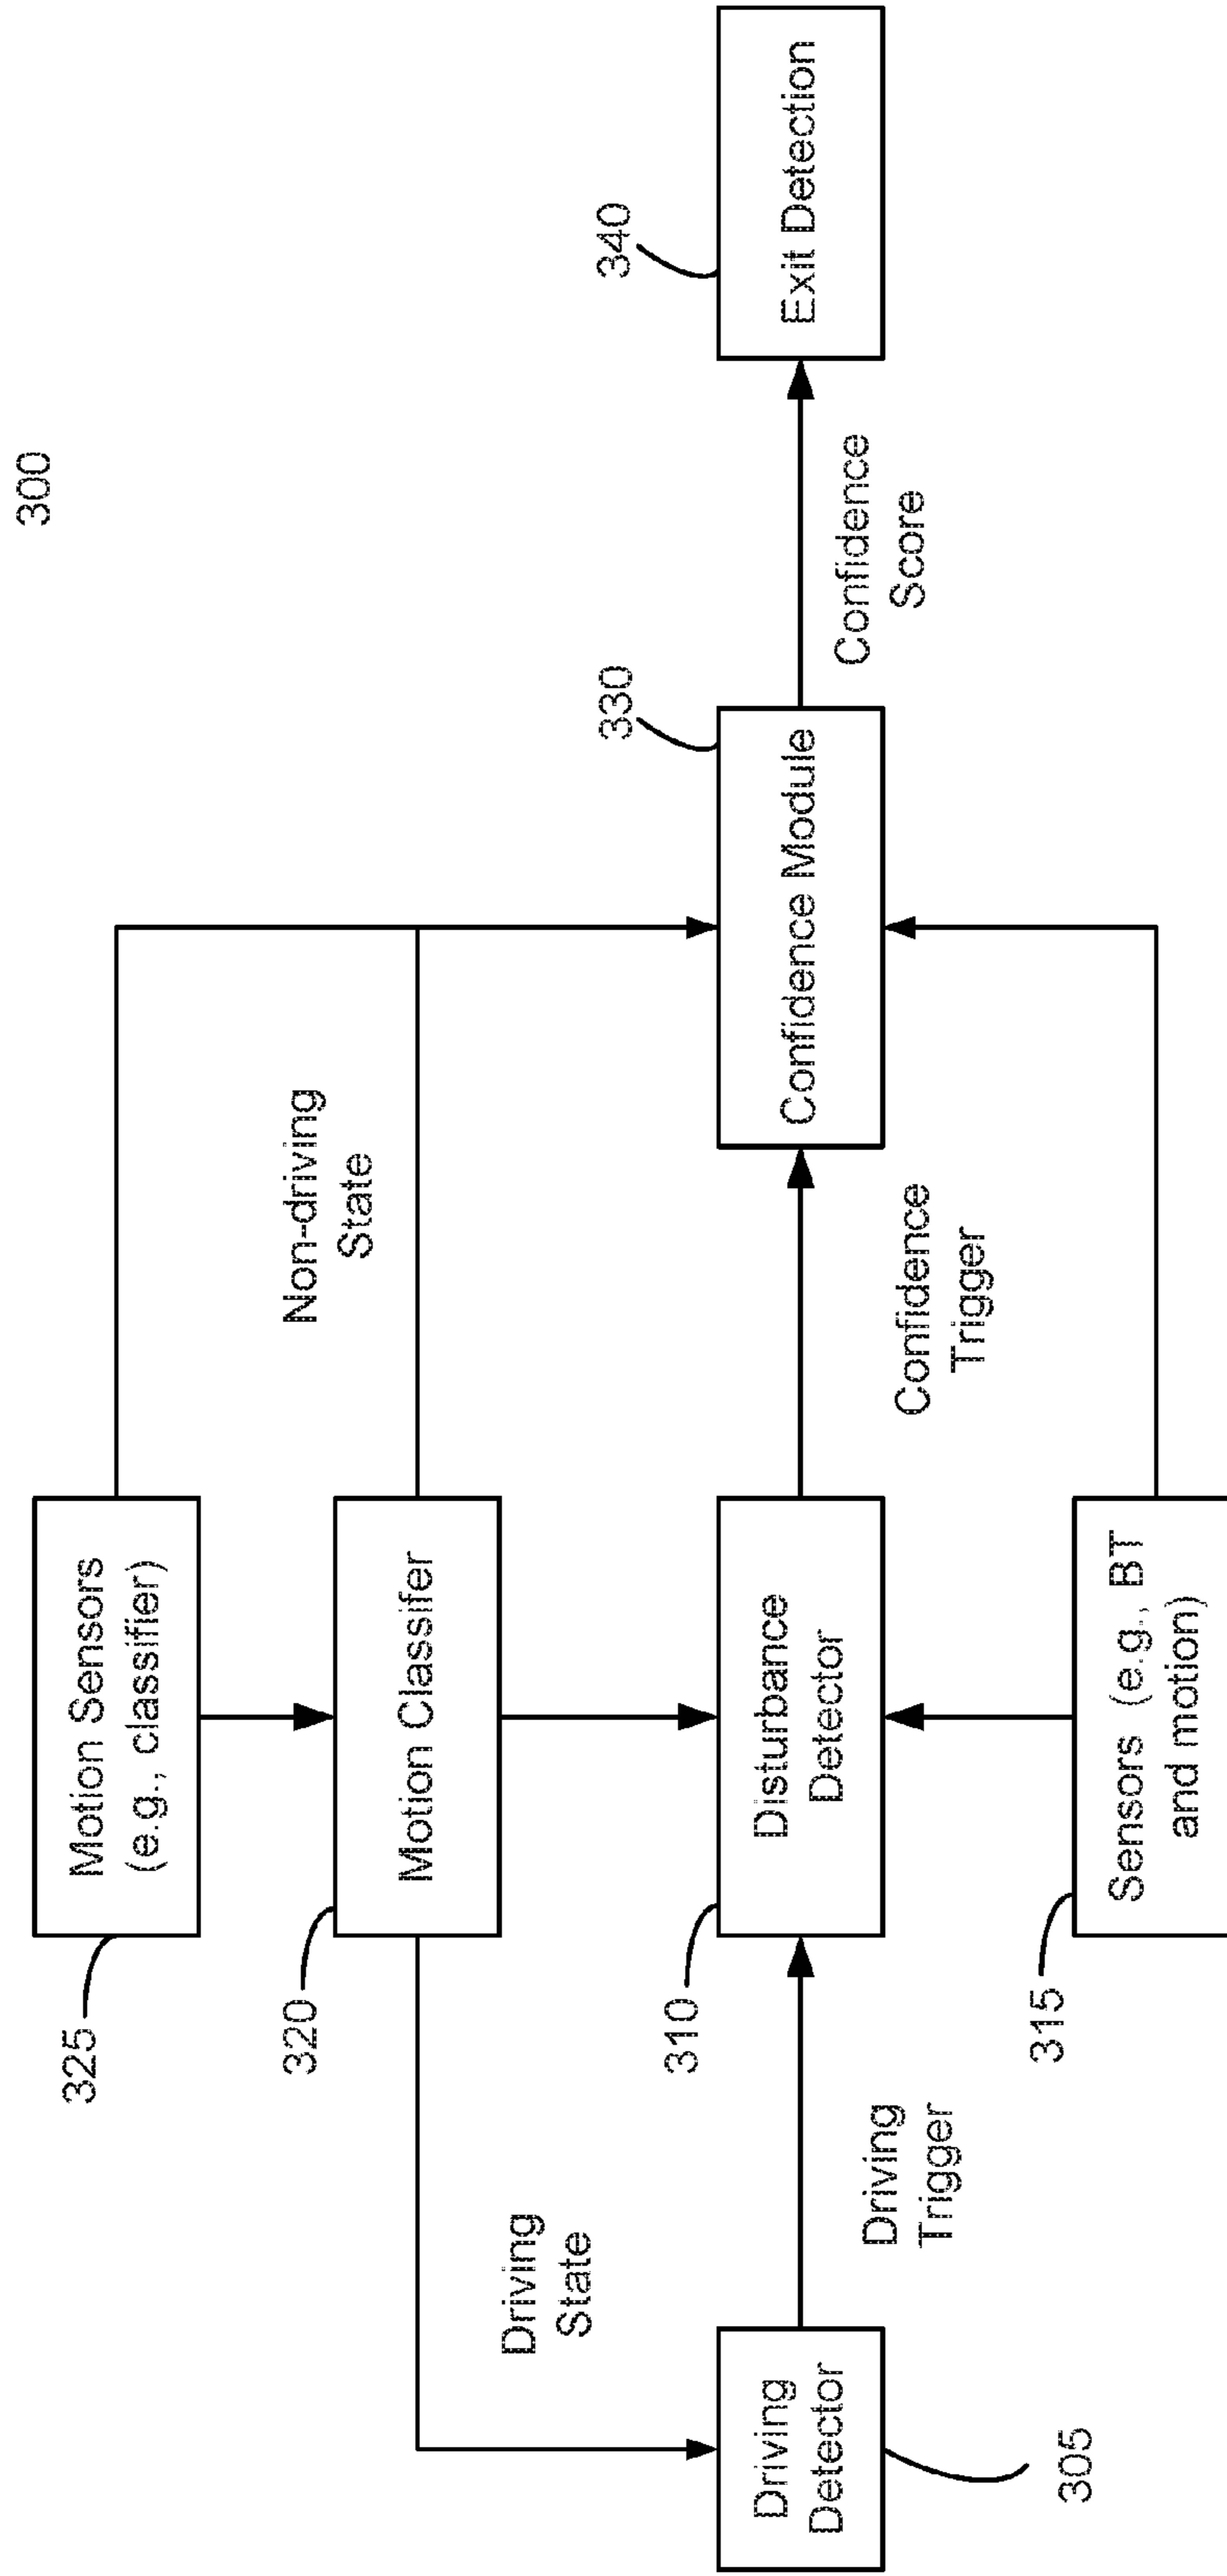 300
325
Motion Sensors
(e.g., classifier)
320
Motion Classifer
Non-driving
State
Driving
State
305
Driving
Detector
Driving
Trigger
310
Disturbance
Detector
Confidence
Trigger
330
Confidence Module
Confidence
Score
340
Exit Detection
315
Sensors (e.g., BT
and motion)